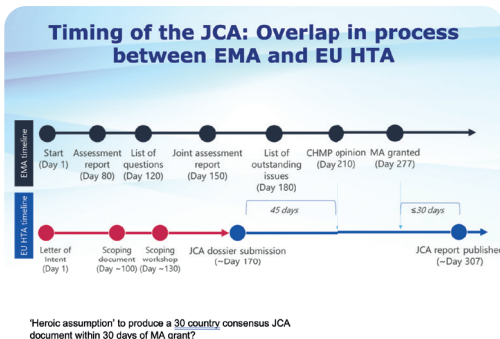 Timing of the JCA: Overlap in process
between EMA and EU HTA
EMA timeline
Start
(Day 1)
Assessment
report
(Day 80)
List of
questions
(Day 120)
Joint assessment
report
(Day 150)
List of
outstanding
issues
(Day 180)
CHMP opinion
(Day 210)
MA granted
(Day 277)
EU HTA timeline
45 days
≤30 days
Letter of
Intent
(Day 1)
Scoping
document
(Day ~100)
Scoping
workshop
(Day ~130)
JCA dossier submission
(~Day 170)
JCA report publishe
(~Day 307)
'Heroic assumption' to produce a 30 country consensus JCA
document within 30 days of MA grant?